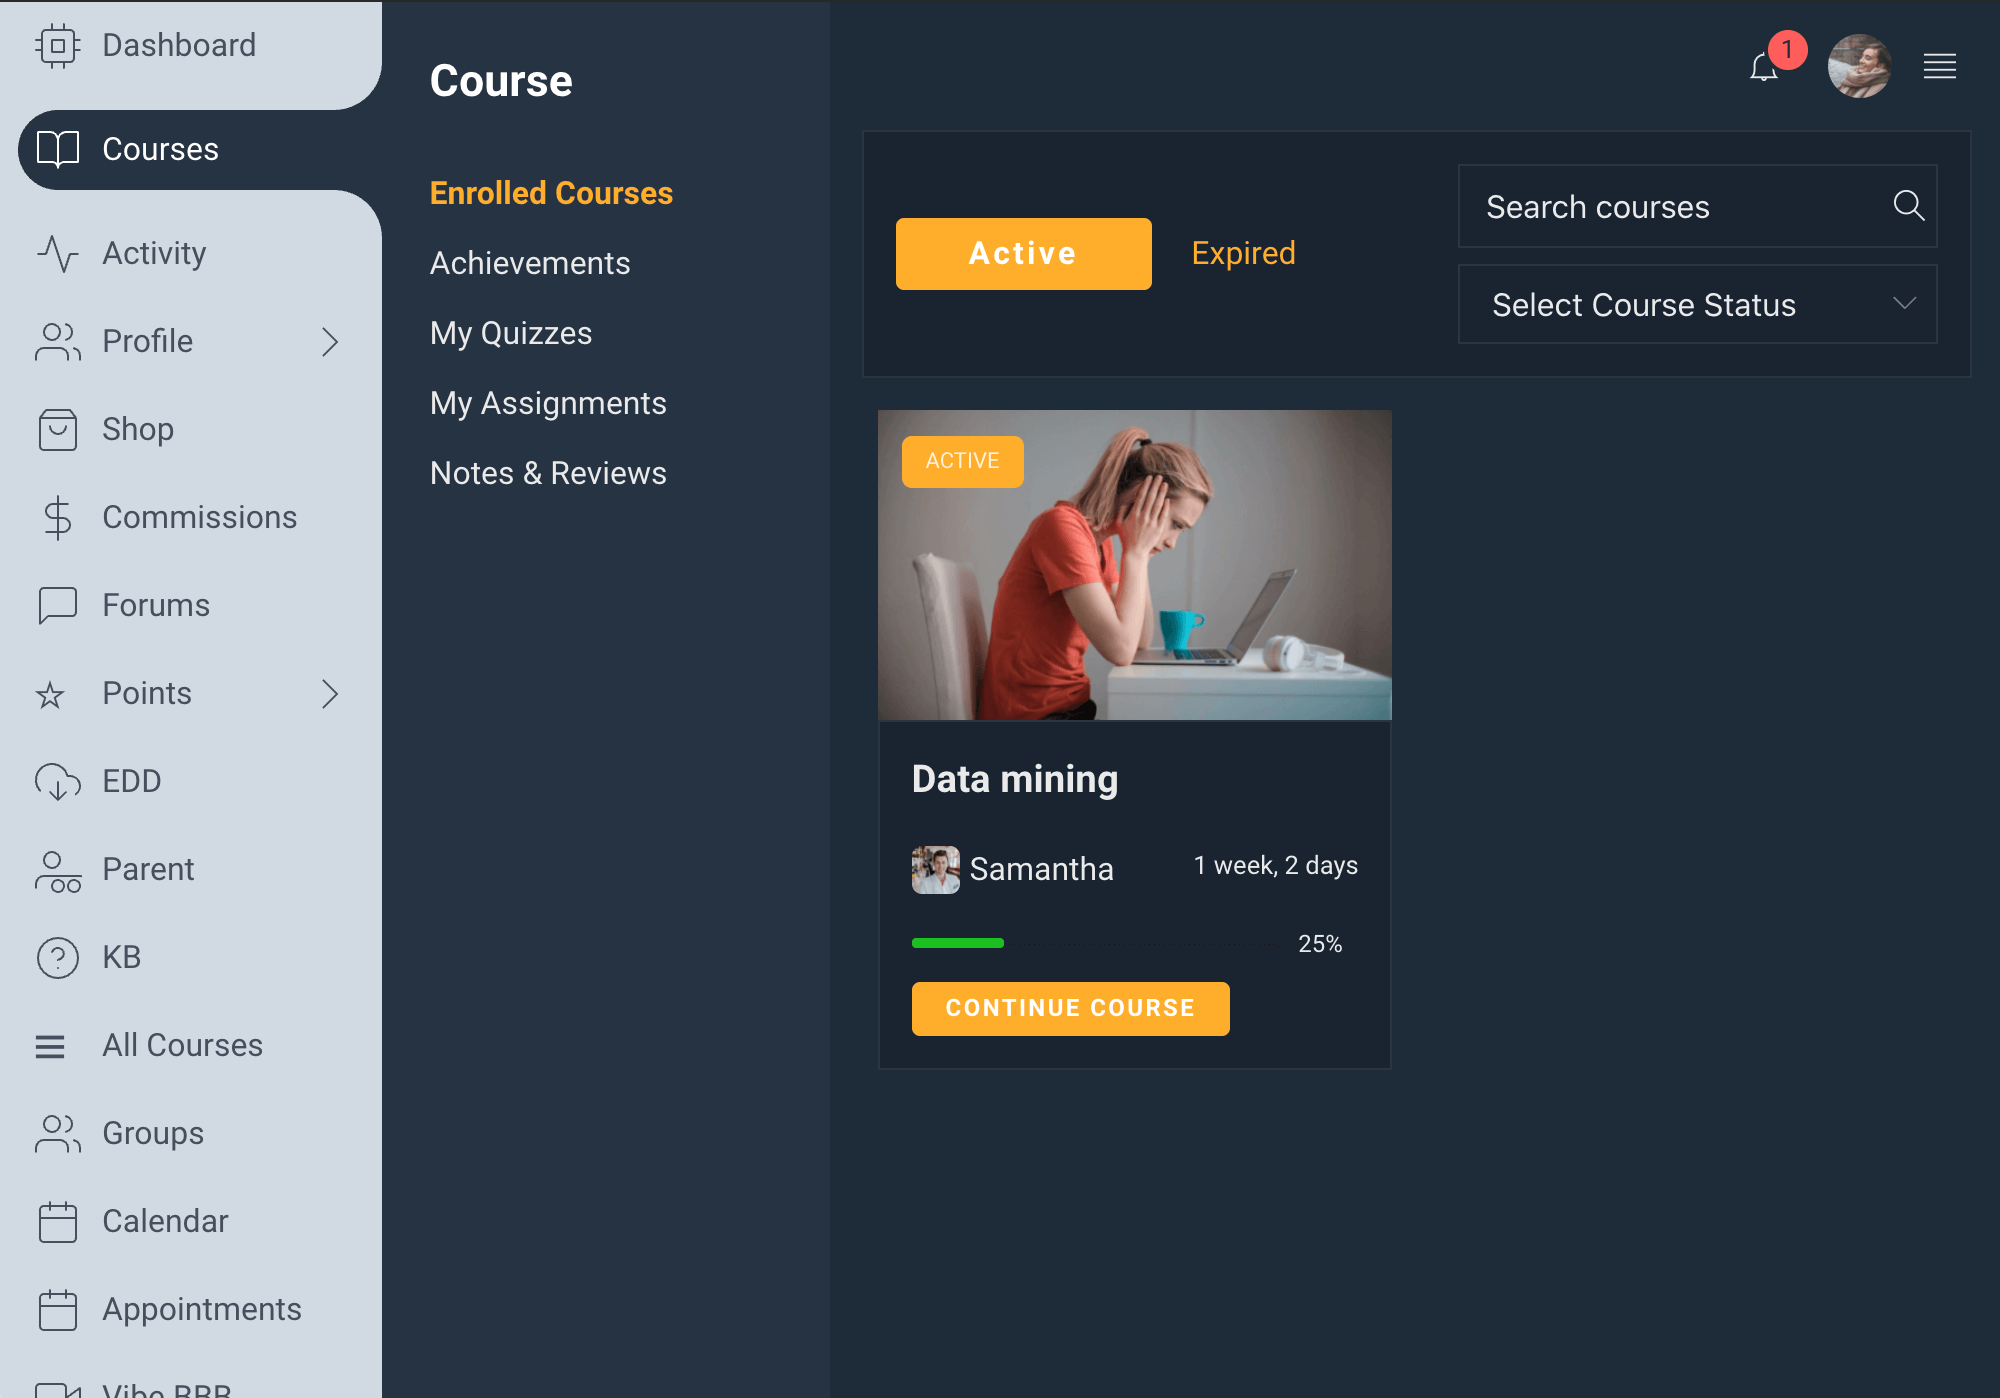 Dashboard
Courses
Activity
Profile
Shop
Commissions
Forums
Points
EDD
Parent
KB
All Courses
Groups
Calendar
Appointments
Vibe BBB
Course
Enrolled Courses
Achievements
My Quizzes
My Assignments
Notes & Reviews
1
Active
Expired
Search courses
Select Course Status
ACTIVE
Data mining
Samantha
1 week, 2 days
25%
CONTINUE COURSE